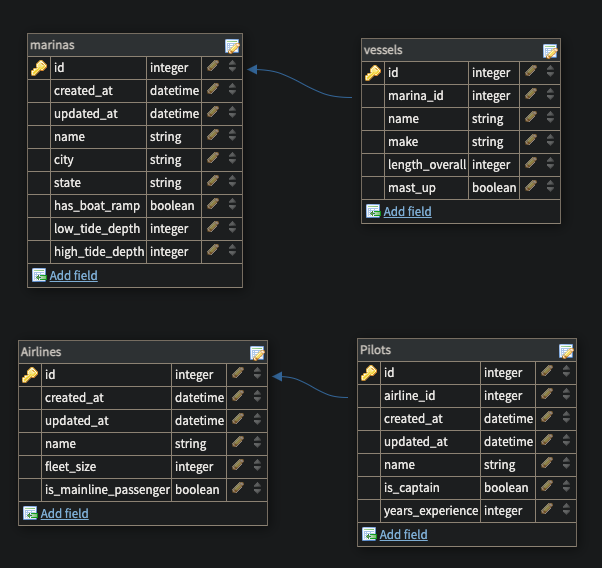 marinas
id integer
created_at datetime
updated_at datetime
name string
city string
state string
has_boat_ramp boolean
low_tide_depth integer
high_tide_depth integer
Add field
vessels
id integer
marina_id integer
name string
make string
length_overall integer
mast_up boolean
Add field
Airlines
id integer
created_at datetime
updated_at datetime
name string
fleet_size integer
is_mainline_passenger boolean
Add field
Pilots
id integer
airline_id integer
created_at datetime
updated_at datetime
name string
is_captain boolean
years_experience integer
Add field